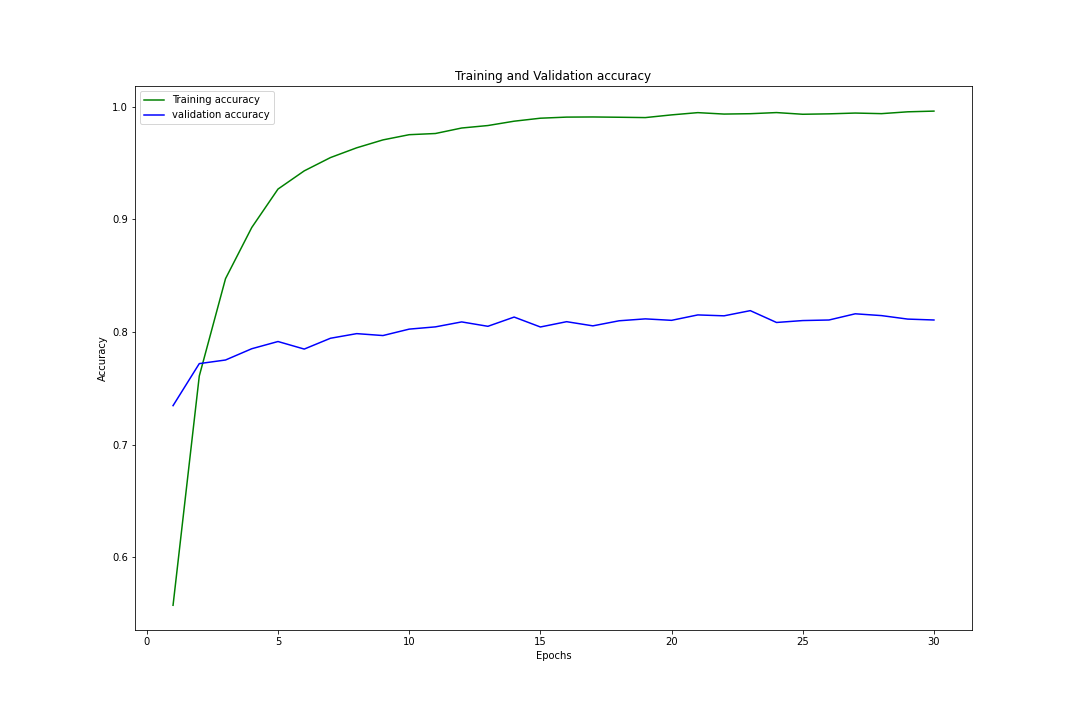 Training and Validation accuracy
Training accuracy
validation accuracy
1.0
0.9
0.8
0.7
0.6
Accuracy
0 5 10 15 20 25 30
Epochs